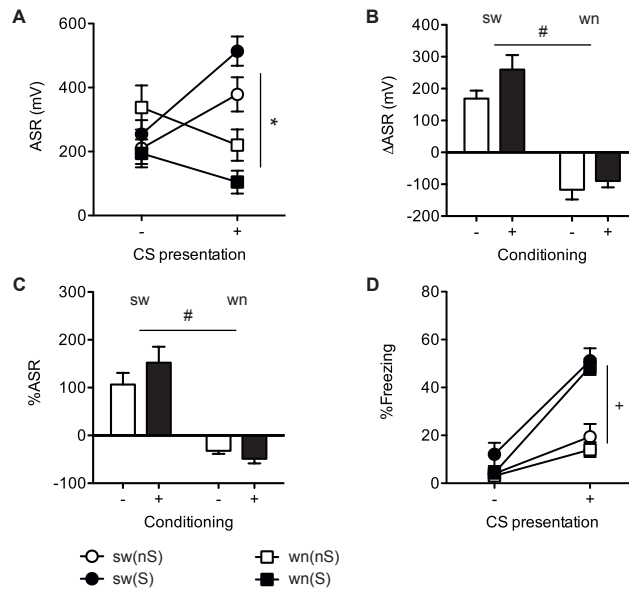 A
600
400
200
0
ASR (mV)
*
- +
CS presentation
B
sw wn
#
400
300
200
100
0
-100
-200
ΔASR (mV)
- + - +
Conditioning
C
300
200
100
0
-100
%ASR
sw wn
#
- + - +
Conditioning
D
80
60
40
20
0
%Freezing
+
- +
CS presentation
sw(nS) wn(nS)
sw(S) wn(S)